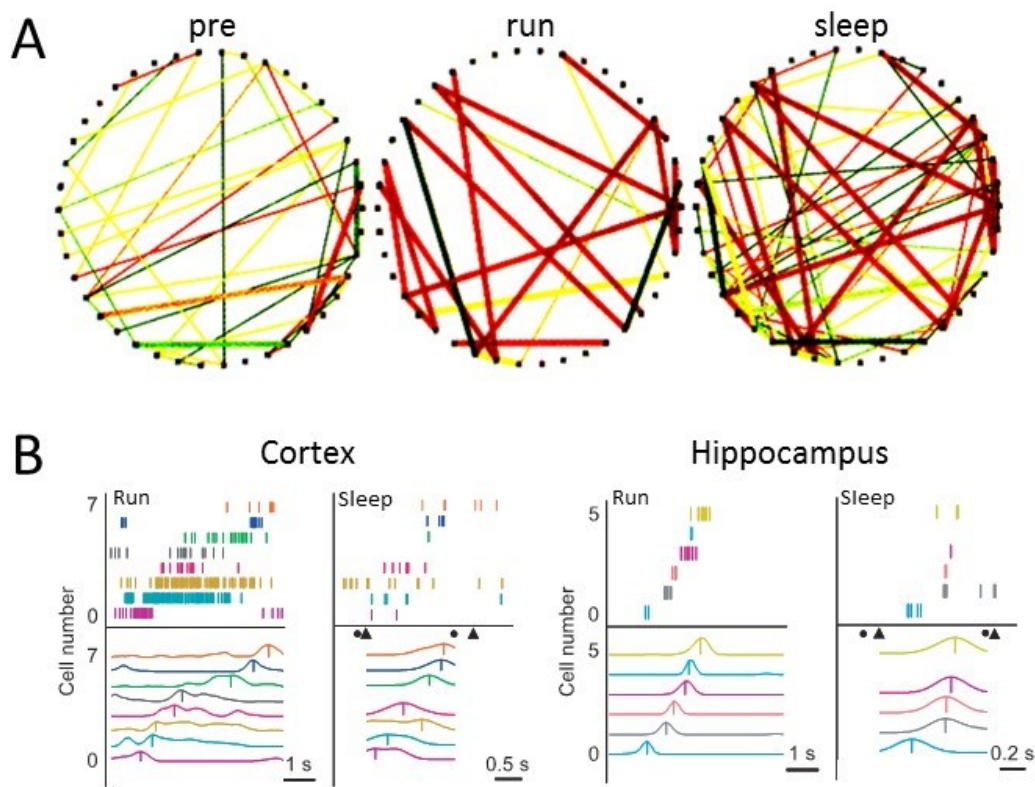 A
pre run sleep
B
Cortex Hippocampus
Run Sleep Run Sleep
7 5
0 0
Cell number Cell number
7 5
0 0
1 s 0.5 s 1 s 0.2 s